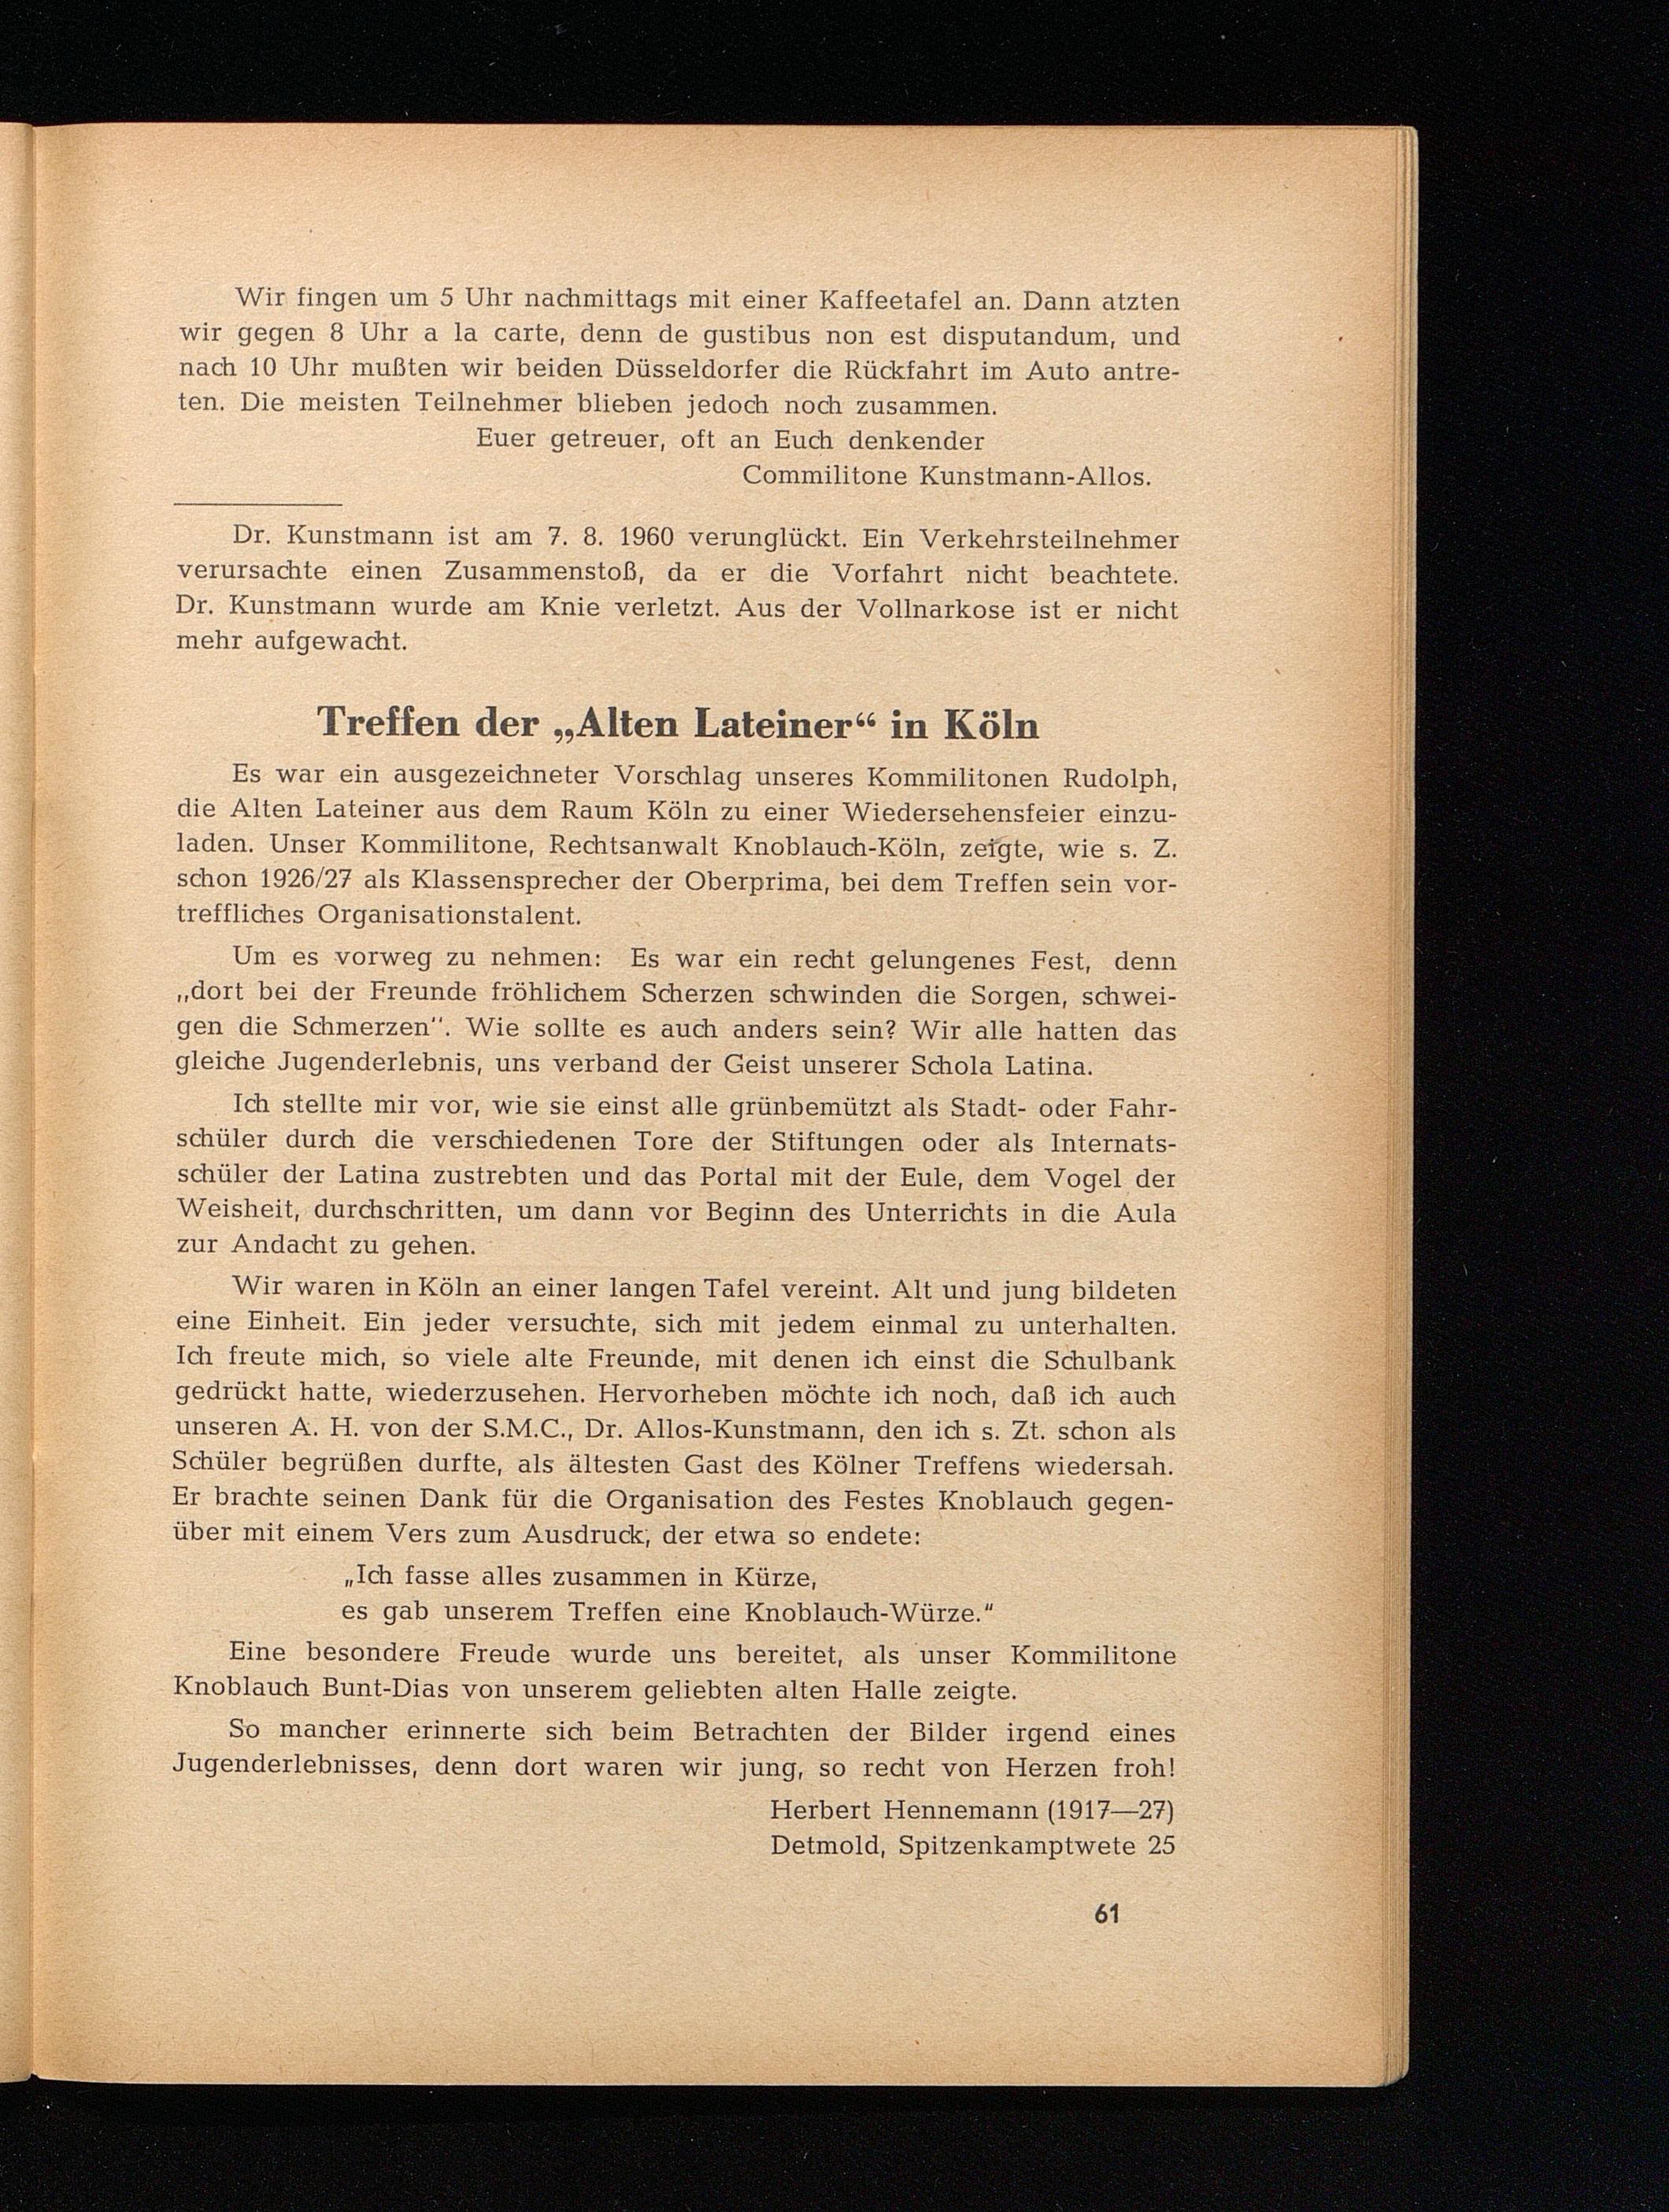 Wir fingen um 5 Uhr nachmittags mit einer Kaffeetafel an. Dann atzten
wir gegen 8 Uhr a la carte, denn de gustibus non est disputandum, und
nach 10 Uhr mußten wir beiden Düsseldorfer die Rückfahrt im Auto antre-
ten. Die meisten Teilnehmer blieben jedoch noch zusammen.
Euer getreuer, oft an Euch denkender
Commilitone Kunstmann-Allos.
Dr. Kunstmann ist am 7. 8. 1960 verunglückt. Ein Verkehrsteilnehmer
verursachte einen Zusammenstoß, da er die Vorfahrt nicht beachtete.
Dr. Kunstmann wurde am Knie verletzt. Aus der Vollnarkose ist er nicht
mehr aufgewacht.
Treffen der „Alten Lateiner“ in Köln
Es war ein ausgezeichneter Vorschlag unseres Kommilitonen Rudolph,
die Alten Lateiner aus dem Raum Köln zu einer Wiedersehensfeier einzu-
laden. Unser Kommilitone, Rechtsanwalt Knoblauch-Köln, zeigte, wie s. Z.
schon 1926/27 als Klassensprecher der Oberprima, bei dem Treffen sein vor-
treffliches Organisationstalent.
Um es vorweg zu nehmen: Es war ein recht gelungenes Fest, denn
„dort bei der Freunde fröhlichem Scherzen schwinden die Sorgen, schwei-
gen die Schmerzen“. Wie sollte es auch anders sein? Wir alle hatten das
gleiche Jugenderlebnis, uns verband der Geist unserer Schola Latina.
Ich stellte mir vor, wie sie einst alle grünbemützt als Stadt- oder Fahr-
schüler durch die verschiedenen Tore der Stiftungen oder als Internats-
schüler der Latina zustrebten und das Portal mit der Eule, dem Vogel der
Weisheit, durchschritten, um dann vor Beginn des Unterrichts in die Aula
zur Andacht zu gehen.
Wir waren in Köln an einer langen Tafel vereint. Alt und jung bildeten
eine Einheit. Ein jeder versuchte, sich mit jedem einmal zu unterhalten.
Ich freute mich, so viele alte Freunde, mit denen ich einst die Schulbank
gedrückt hatte, wiederzusehen. Hervorheben möchte ich noch, daß ich auch
unseren A. H. von der S.M.C., Dr. Allos-Kunstmann, den ich s. Zt. schon als
Schüler begrüßen durfte, als ältesten Gast des Kölner Treffens wiedersah.
Er brachte seinen Dank für die Organisation des Festes Knoblauch gegen-
über mit einem Vers zum Ausdruck, der etwa so endete:
„Ich fasse alles zusammen in Kürze,
es gab unserem Treffen eine Knoblauch-Würze.“
Eine besondere Freude wurde uns bereitet, als unser Kommilitone
Knoblauch Bunt-Dias von unserem geliebten alten Halle zeigte.
So mancher erinnerte sich beim Betrachten der Bilder irgend eines
Jugenderlebnisses, denn dort waren wir jung, so recht von Herzen froh!
Herbert Hennemann (1917—27)
Detmold, Spitzenkamptwete 25
61